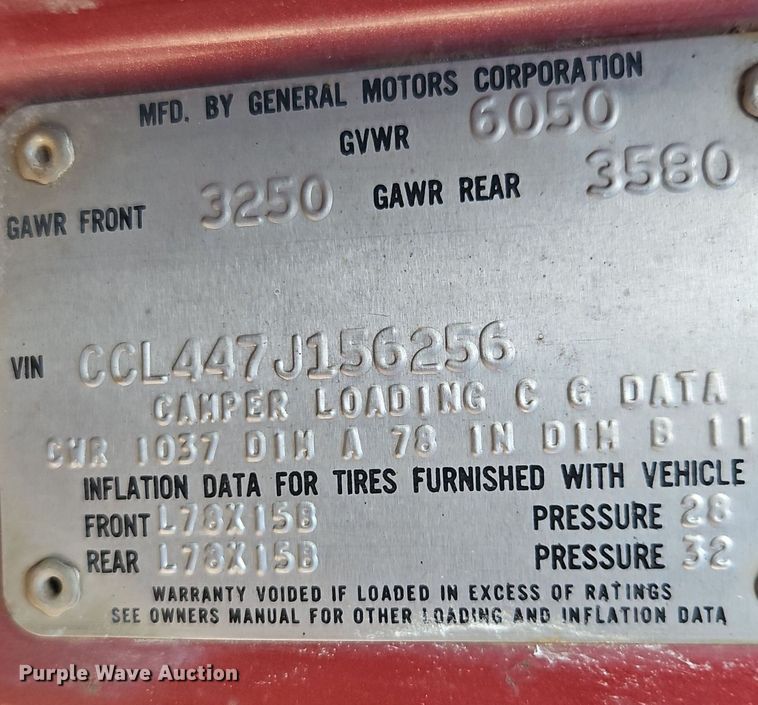 MFD. BY GENERAL MOTORS CORPORATION
GVWR 6050
GAWR FRONT 3250 GAWR REAR 3580
VIN CCL447J156256
CAMPER LOADING C G DATA
CWR 1037 DIM A 78 IN DIM B 11
INFLATION DATA FOR TIRES FURNISHED WITH VEHICLE
FRONT L78X15B PRESSURE 28
REAR L78X15B PRESSURE 32
WARRANTY VOIDED IF LOADED IN EXCESS OF RATINGS
SEE OWNERS MANUAL FOR OTHER LOADING AND INFLATION DATA
Purple Wave Auction